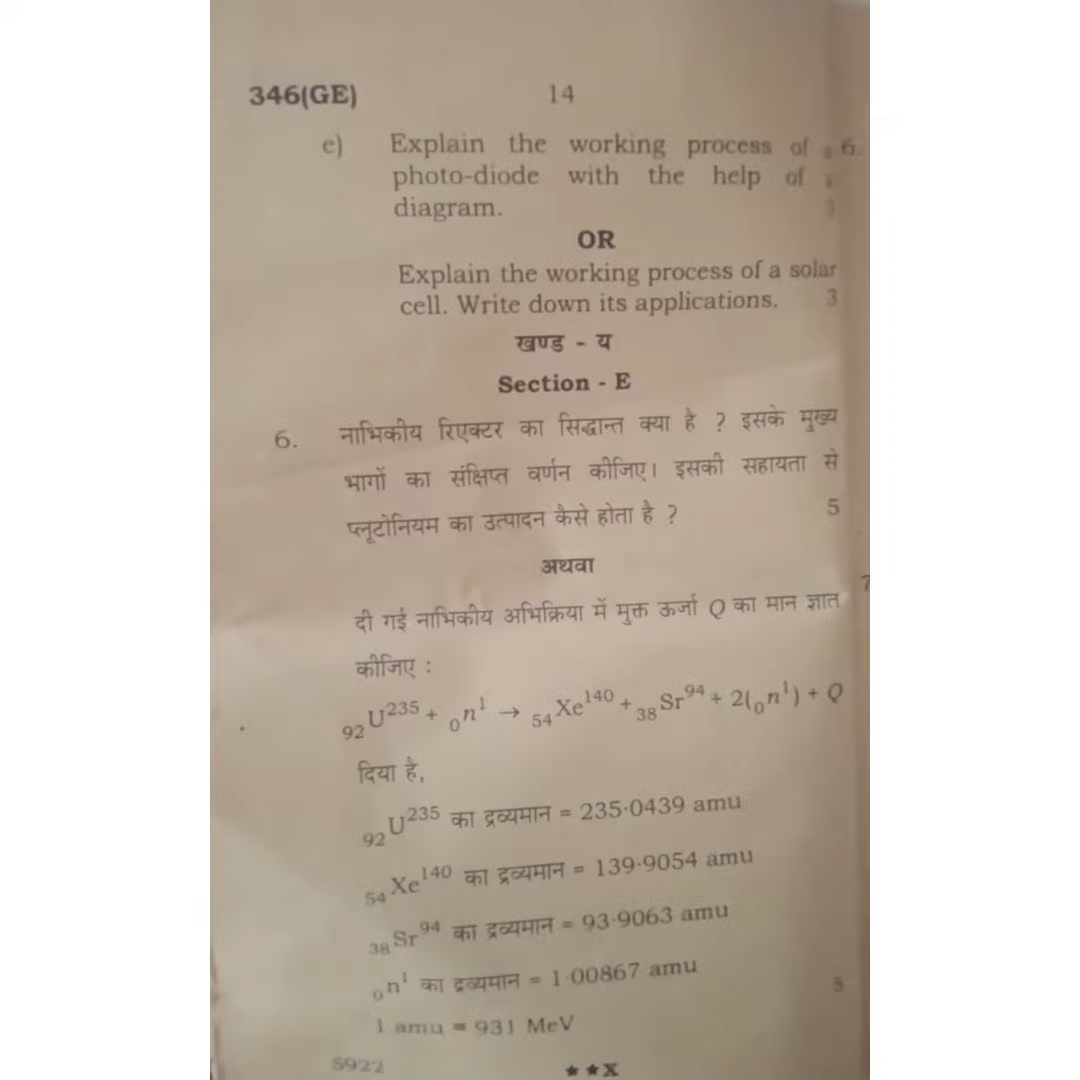 346(GE)
14
e) Explain the working process of a 6.
photo-diode with the help of a
diagram. 3
OR
Explain the working process of a solar
cell. Write down its applications. 3
खण्ड - य
Section - E
6. नाभिकीय रिएक्टर का सिद्धान्त क्या है ? इसके मुख्य
भागों का संक्षिप्त वर्णन कीजिए। इसकी सहायता से
प्लूटोनियम का उत्पादन कैसे होता है ? 5
अथवा 7
दी गई नाभिकीय अभिक्रिया में मुक्त ऊर्जा Q का मान ज्ञात
कीजिए :
₉₂U²³⁵ + ₀n¹ → ₅₄Xe¹⁴⁰ + ₃₈Sr⁹⁴ + 2(₀n¹) + Q
दिया है,
₉₂U²³⁵ का द्रव्यमान = 235·0439 amu
₅₄Xe¹⁴⁰ का द्रव्यमान = 139·9054 amu
₃₈Sr⁹⁴ का द्रव्यमान = 93·9063 amu
₀n¹ का द्रव्यमान = 1·00867 amu 5
1 amu = 931 MeV
5922
★★X